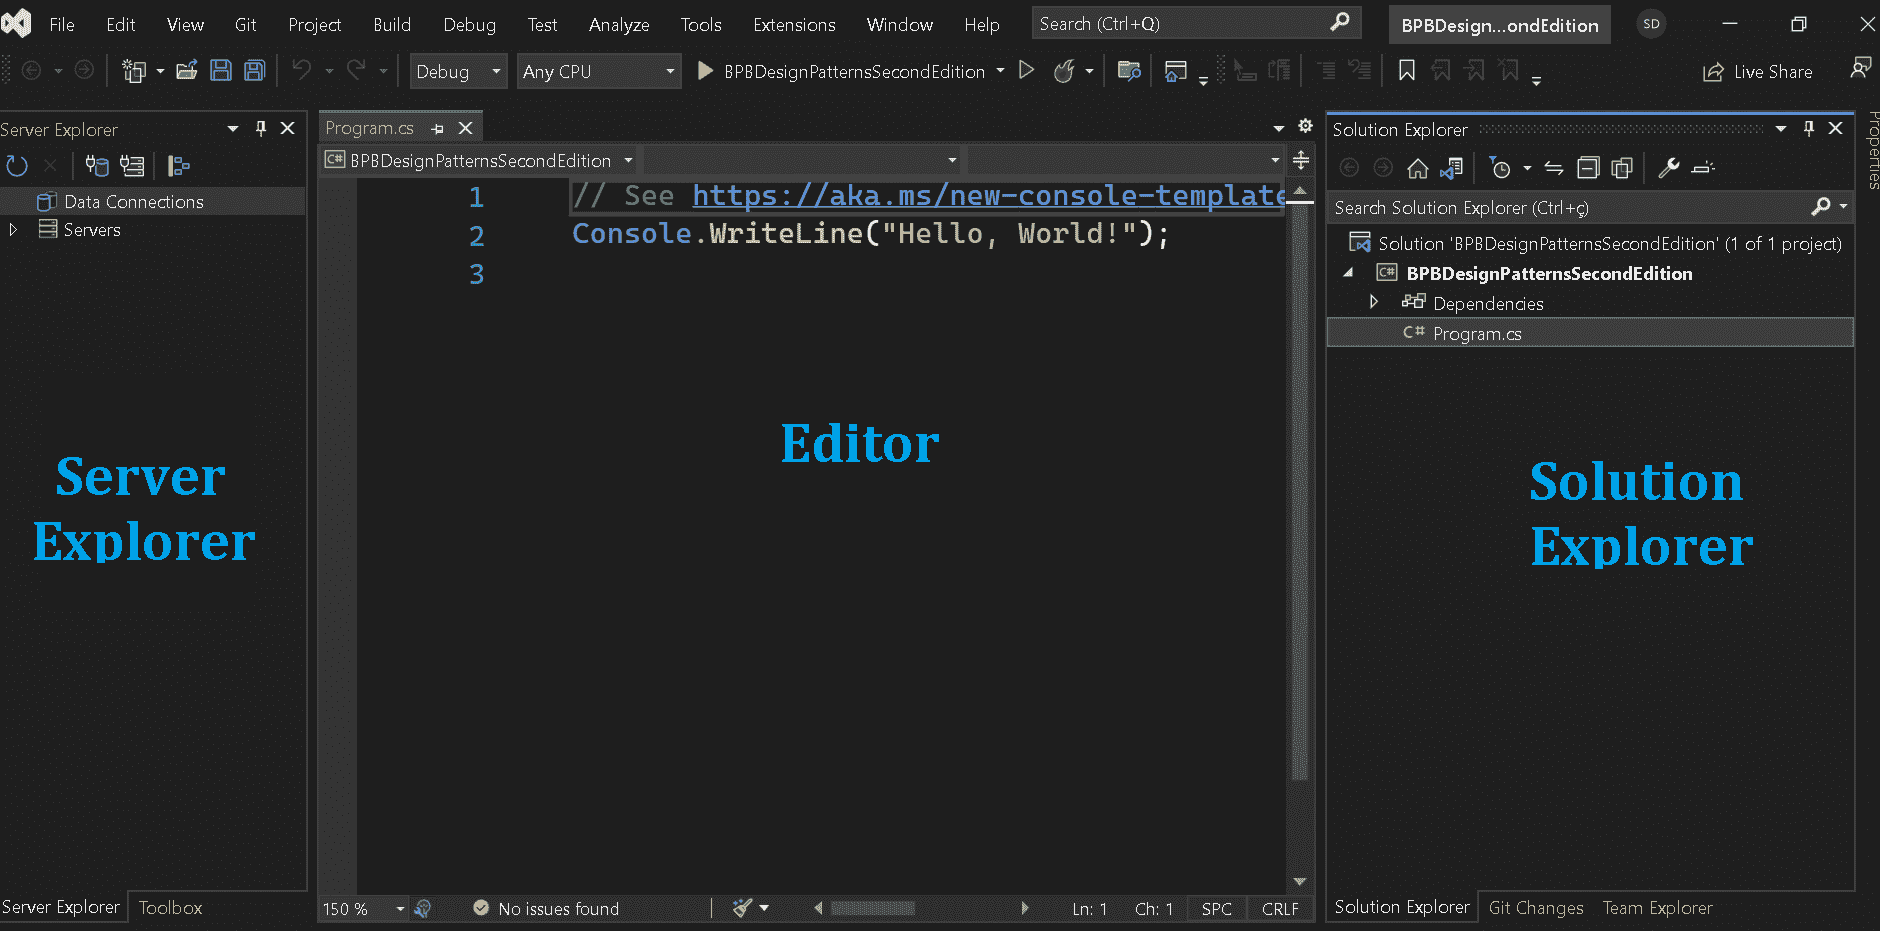 File Edit View Git Project Build Debug Test Analyze Tools Extensions Window Help Search (Ctrl+Q) BPBDesign...ondEdition SD
Debug Any CPU BPBDesignPatternsSecondEdition Live Share
Server Explorer
Data Connections
Servers
Server
Explorer
Server Explorer Toolbox
Program.cs
C# BPBDesignPatternsSecondEdition
1 // See https://aka.ms/new-console-template
2 Console.WriteLine("Hello, World!");
3
Editor
150 % No issues found Ln: 1 Ch: 1 SPC CRLF
Solution Explorer
Search Solution Explorer (Ctrl+ç)
Solution 'BPBDesignPatternsSecondEdition' (1 of 1 project)
C# BPBDesignPatternsSecondEdition
Dependencies
C# Program.cs
Solution
Explorer
Solution Explorer Git Changes Team Explorer
Properties